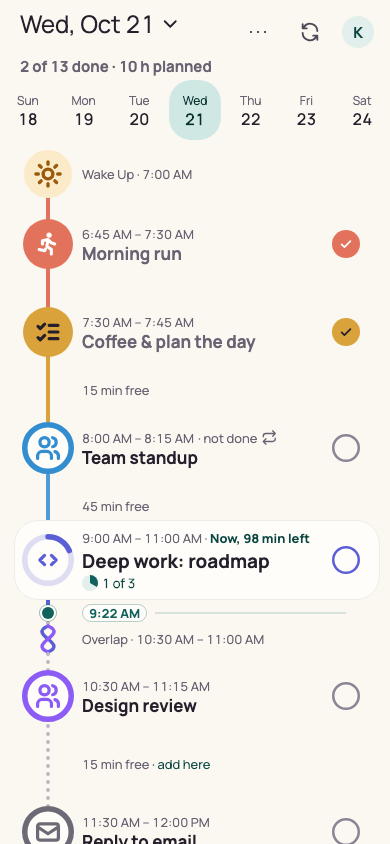 Wed, Oct 21
...
K
2 of 13 done · 10 h planned
Sun Mon Tue Wed Thu Fri Sat
18 19 20 21 22 23 24
Wake Up · 7:00 AM
6:45 AM – 7:30 AM
Morning run
7:30 AM – 7:45 AM
Coffee & plan the day
15 min free
8:00 AM – 8:15 AM · not done
Team standup
45 min free
9:00 AM – 11:00 AM · Now, 98 min left
Deep work: roadmap
1 of 3
9:22 AM
Overlap · 10:30 AM – 11:00 AM
10:30 AM – 11:15 AM
Design review
15 min free · add here
11:30 AM – 12:00 PM
Reply to email